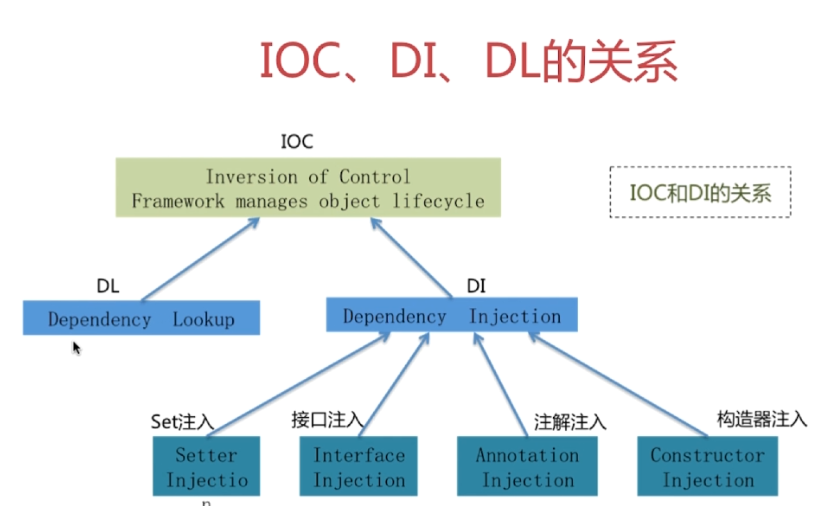 IOC、DI、DL的关系
IOC
Inversion of Control
Framework manages object lifecycle
IOC和DI的关系
DL
Dependency Lookup
DI
Dependency Injection
Set注入
Setter
Injectio
n
接口注入
Interface
Injection
注解注入
Annotation
Injection
构造器注入
Constructor
Injection